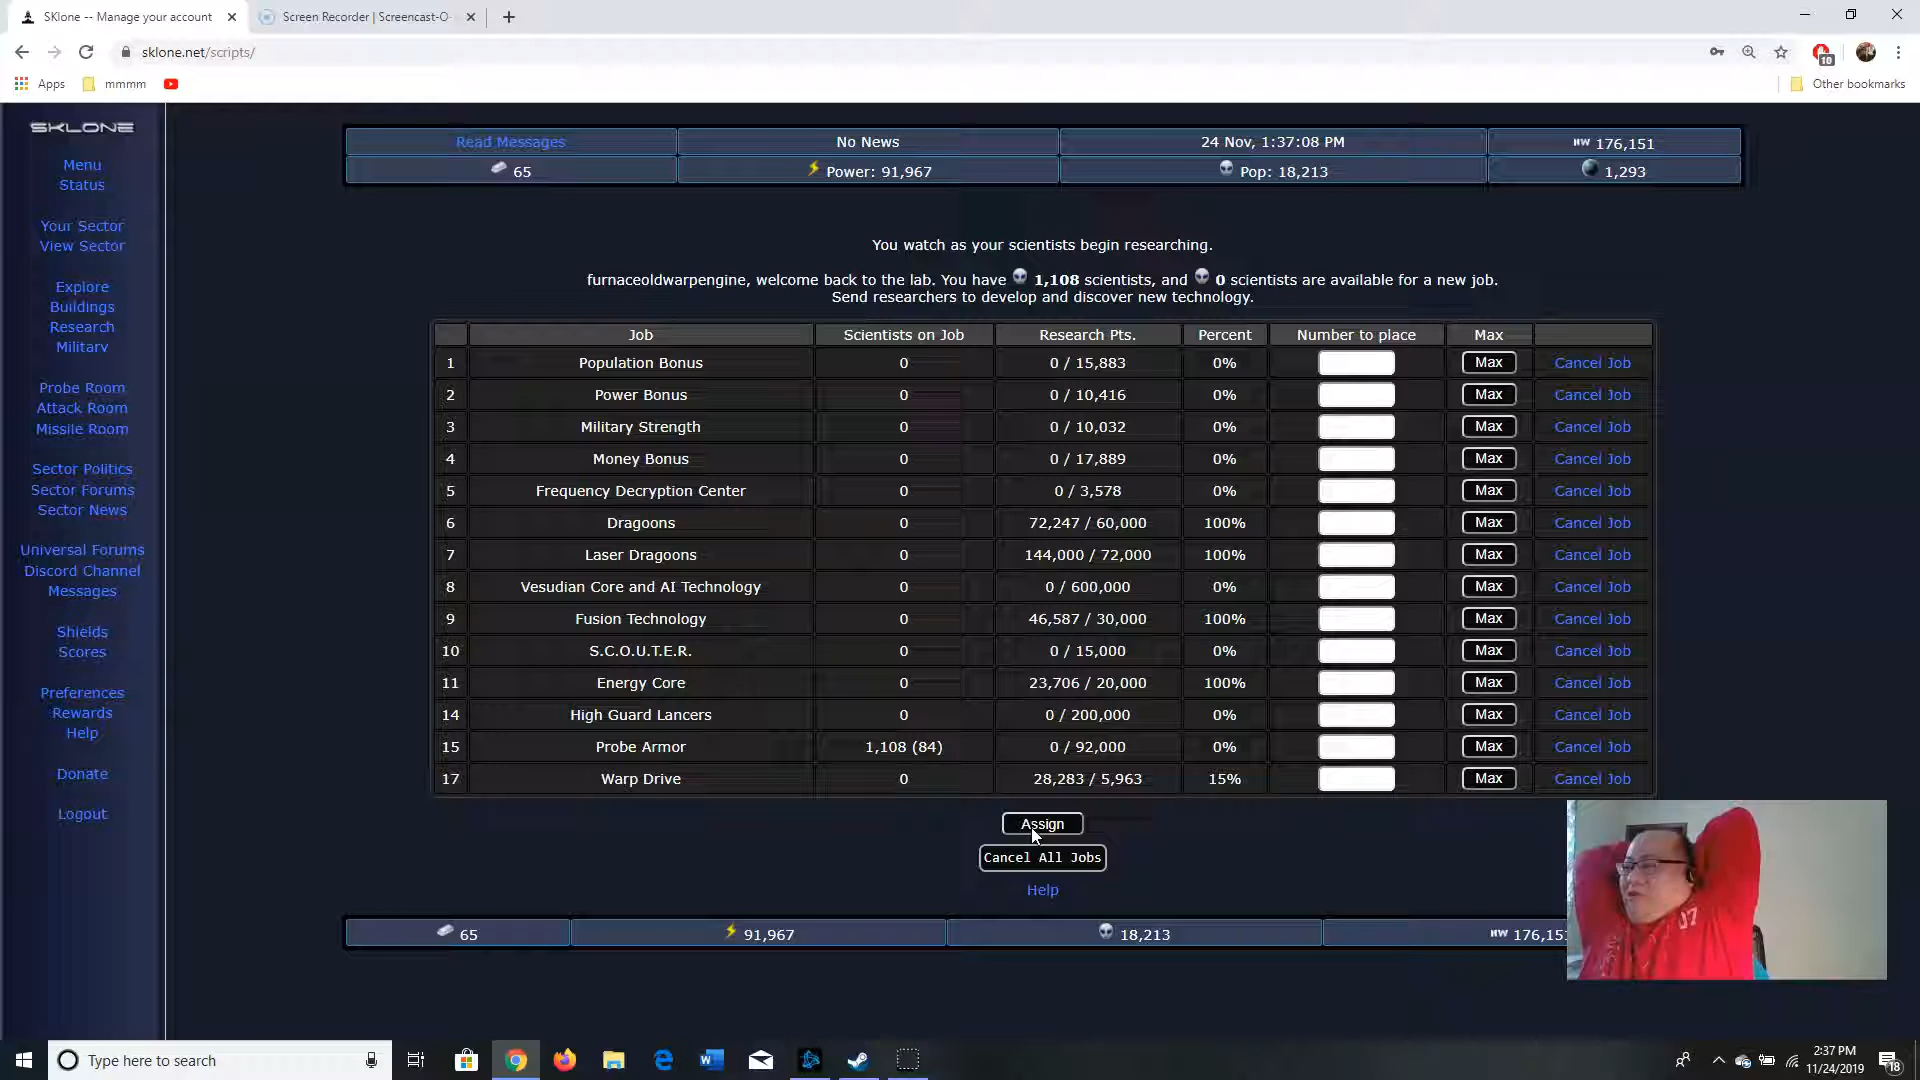 SKlone -- Manage your account
Screen Recorder | Screencast-O-
sklone.net/scripts/
10
Apps
mmmm
Other bookmarks
SKLONE
Menu
Status
Your Sector
View Sector
Explore
Buildings
Research
Military
Probe Room
Attack Room
Missile Room
Sector Politics
Sector Forums
Sector News
Universal Forums
Discord Channel
Messages
Shields
Scores
Preferences
Rewards
Help
Donate
Logout
Read Messages No News 24 Nov, 1:37:08 PM NW 176,151
65 Power: 91,967 Pop: 18,213 1,293
You watch as your scientists begin researching.
furnaceoldwarpengine, welcome back to the lab. You have 1,108 scientists, and 0 scientists are available for a new job.
Send researchers to develop and discover new technology.
Job Scientists on Job Research Pts. Percent Number to place Max
1 Population Bonus 0 0 / 15,883 0% Max Cancel Job
2 Power Bonus 0 0 / 10,416 0% Max Cancel Job
3 Military Strength 0 0 / 10,032 0% Max Cancel Job
4 Money Bonus 0 0 / 17,889 0% Max Cancel Job
5 Frequency Decryption Center 0 0 / 3,578 0% Max Cancel Job
6 Dragoons 0 72,247 / 60,000 100% Max Cancel Job
7 Laser Dragoons 0 144,000 / 72,000 100% Max Cancel Job
8 Vesudian Core and AI Technology 0 0 / 600,000 0% Max Cancel Job
9 Fusion Technology 0 46,587 / 30,000 100% Max Cancel Job
10 S.C.O.U.T.E.R. 0 0 / 15,000 0% Max Cancel Job
11 Energy Core 0 23,706 / 20,000 100% Max Cancel Job
14 High Guard Lancers 0 0 / 200,000 0% Max Cancel Job
15 Probe Armor 1,108 (84) 0 / 92,000 0% Max Cancel Job
17 Warp Drive 0 28,283 / 5,963 15% Max Cancel Job
Assign
Cancel All Jobs
Help
65 91,967 18,213 NW 176,15
Type here to search
2:37 PM
11/24/2019
18